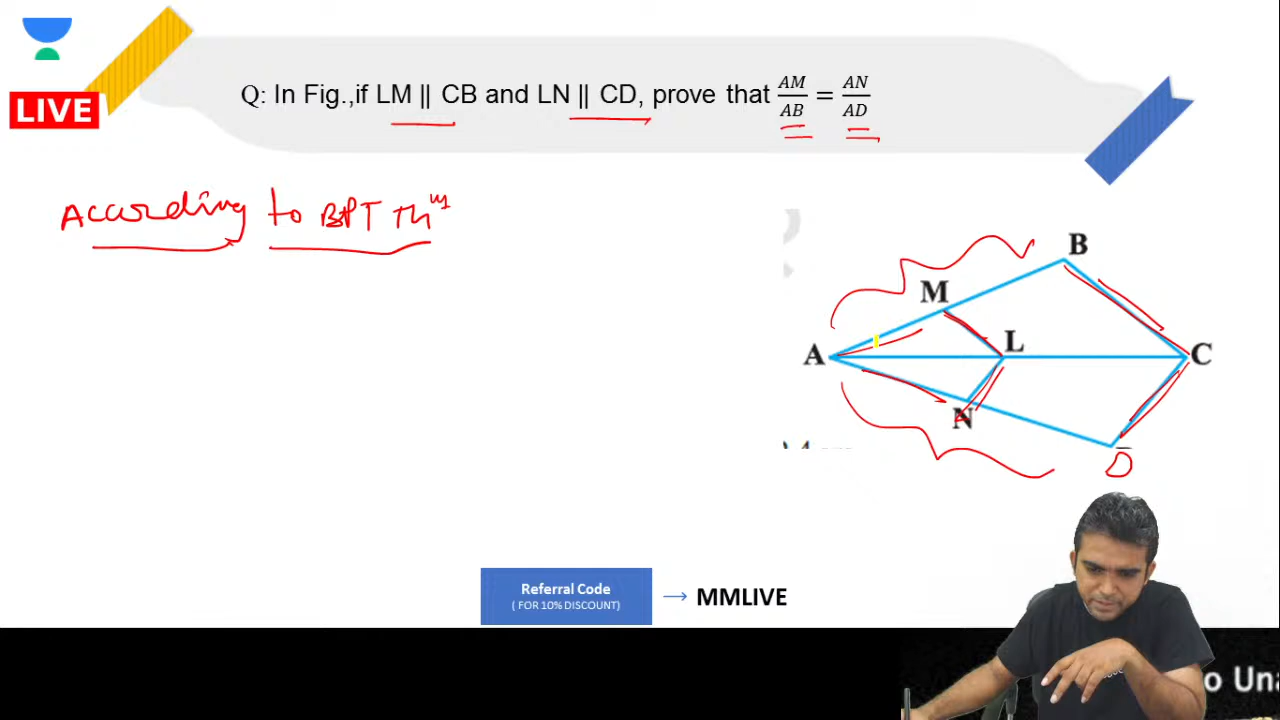 LIVE
Q: In Fig.,if LM || CB and LN || CD, prove that AM/AB = AN/AD
According to BPT Thm
B
M
A
L
C
N
D
Referral Code
( FOR 10% DISCOUNT)
→ MMLIVE
o Una